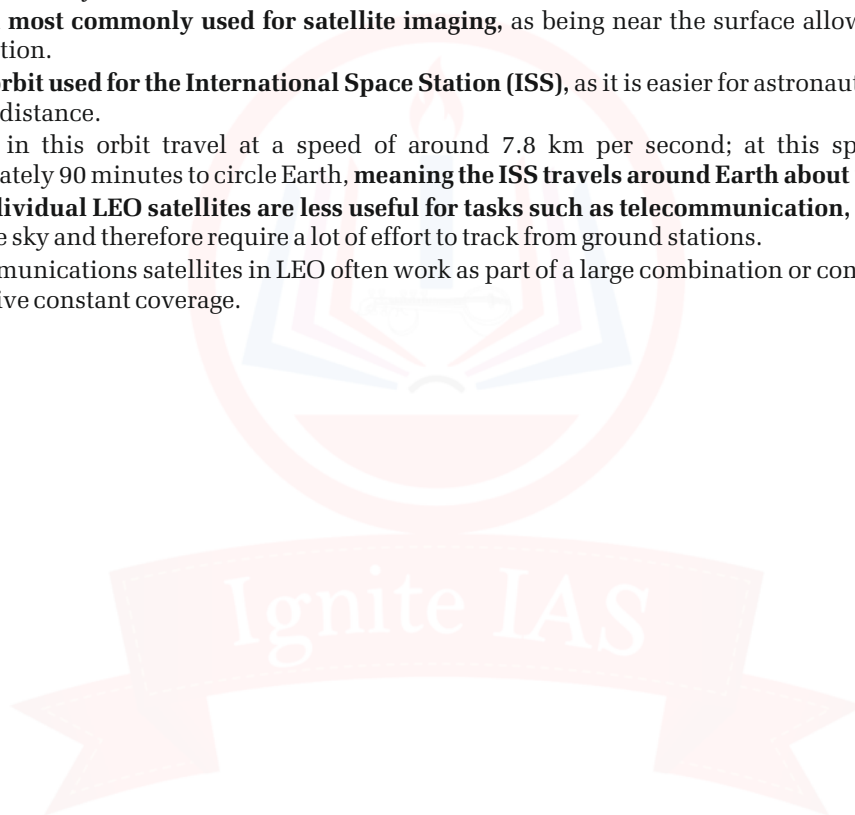 most commonly used for satellite imaging, as being near the surface allow
tion.
orbit used for the International Space Station (ISS), as it is easier for astronaut
distance.
in this orbit travel at a speed of around 7.8 km per second; at this sp
ately 90 minutes to circle Earth, meaning the ISS travels around Earth about
dividual LEO satellites are less useful for tasks such as telecommunication,
e sky and therefore require a lot of effort to track from ground stations.
munications satellites in LEO often work as part of a large combination or con
ive constant coverage.
Ignite IAS